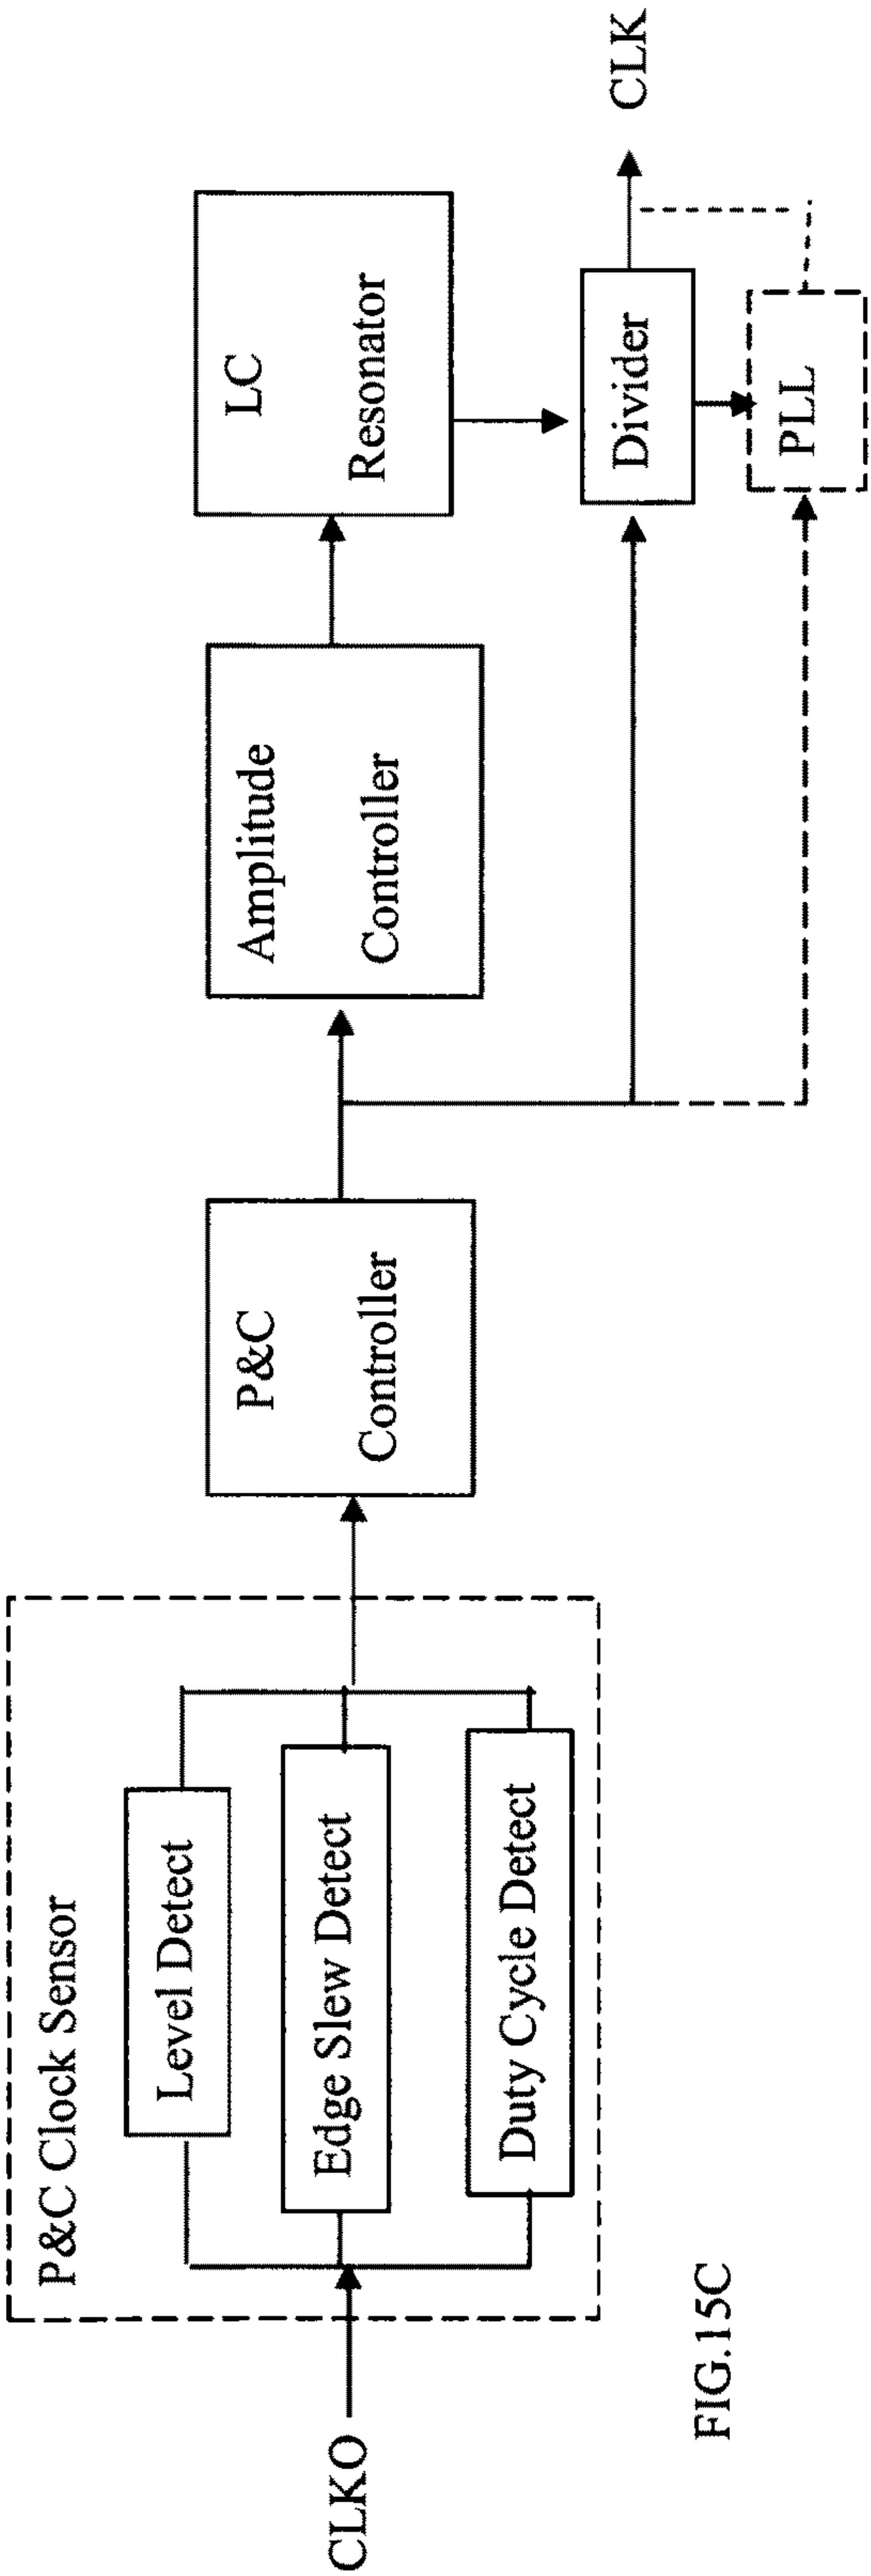 P&C Clock Sensor
CLKO
Level Detect
Edge Slew Detect
Duty Cycle Detect
P&C
Controller
Amplitude
Controller
LC
Resonator
Divider
CLK
PLL
FIG.15C